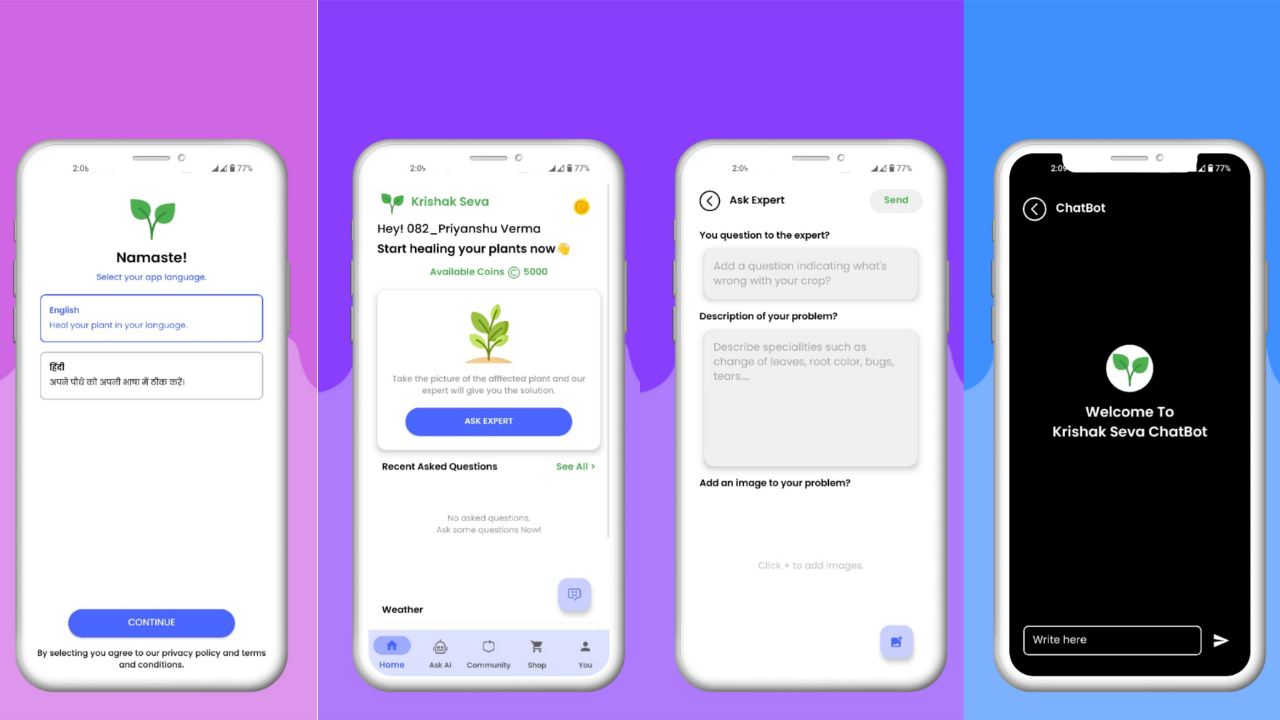 2:05
77%
Namaste!
Select your app language.
English
Heal your plant in your language.
हिंदी
अपने पौधे को अपनी भाषा में ठीक करें।
CONTINUE
By selecting you agree to our privacy policy and terms
and conditions.
2:05
77%
Krishak Seva
Hey! 082_Priyanshu Verma
Start healing your plants now👋
Available Coins © 5000
Take the picture of the afflected plant and our
expert will give you the solution.
ASK EXPERT
Recent Asked Questions
See All >
No asked questions.
Ask some questions Now!
Weather
Home
Ask AI
Community
Shop
You
2:05
77%
Ask Expert
Send
You question to the expert?
Add a question indicating what's
wrong with your crop?
Description of your problem?
Describe specialities such as
change of leaves, root color, bugs,
tears....
Add an image to your problem?
Click + to add images.
77%
ChatBot
Welcome To
Krishak Seva ChatBot
Write here